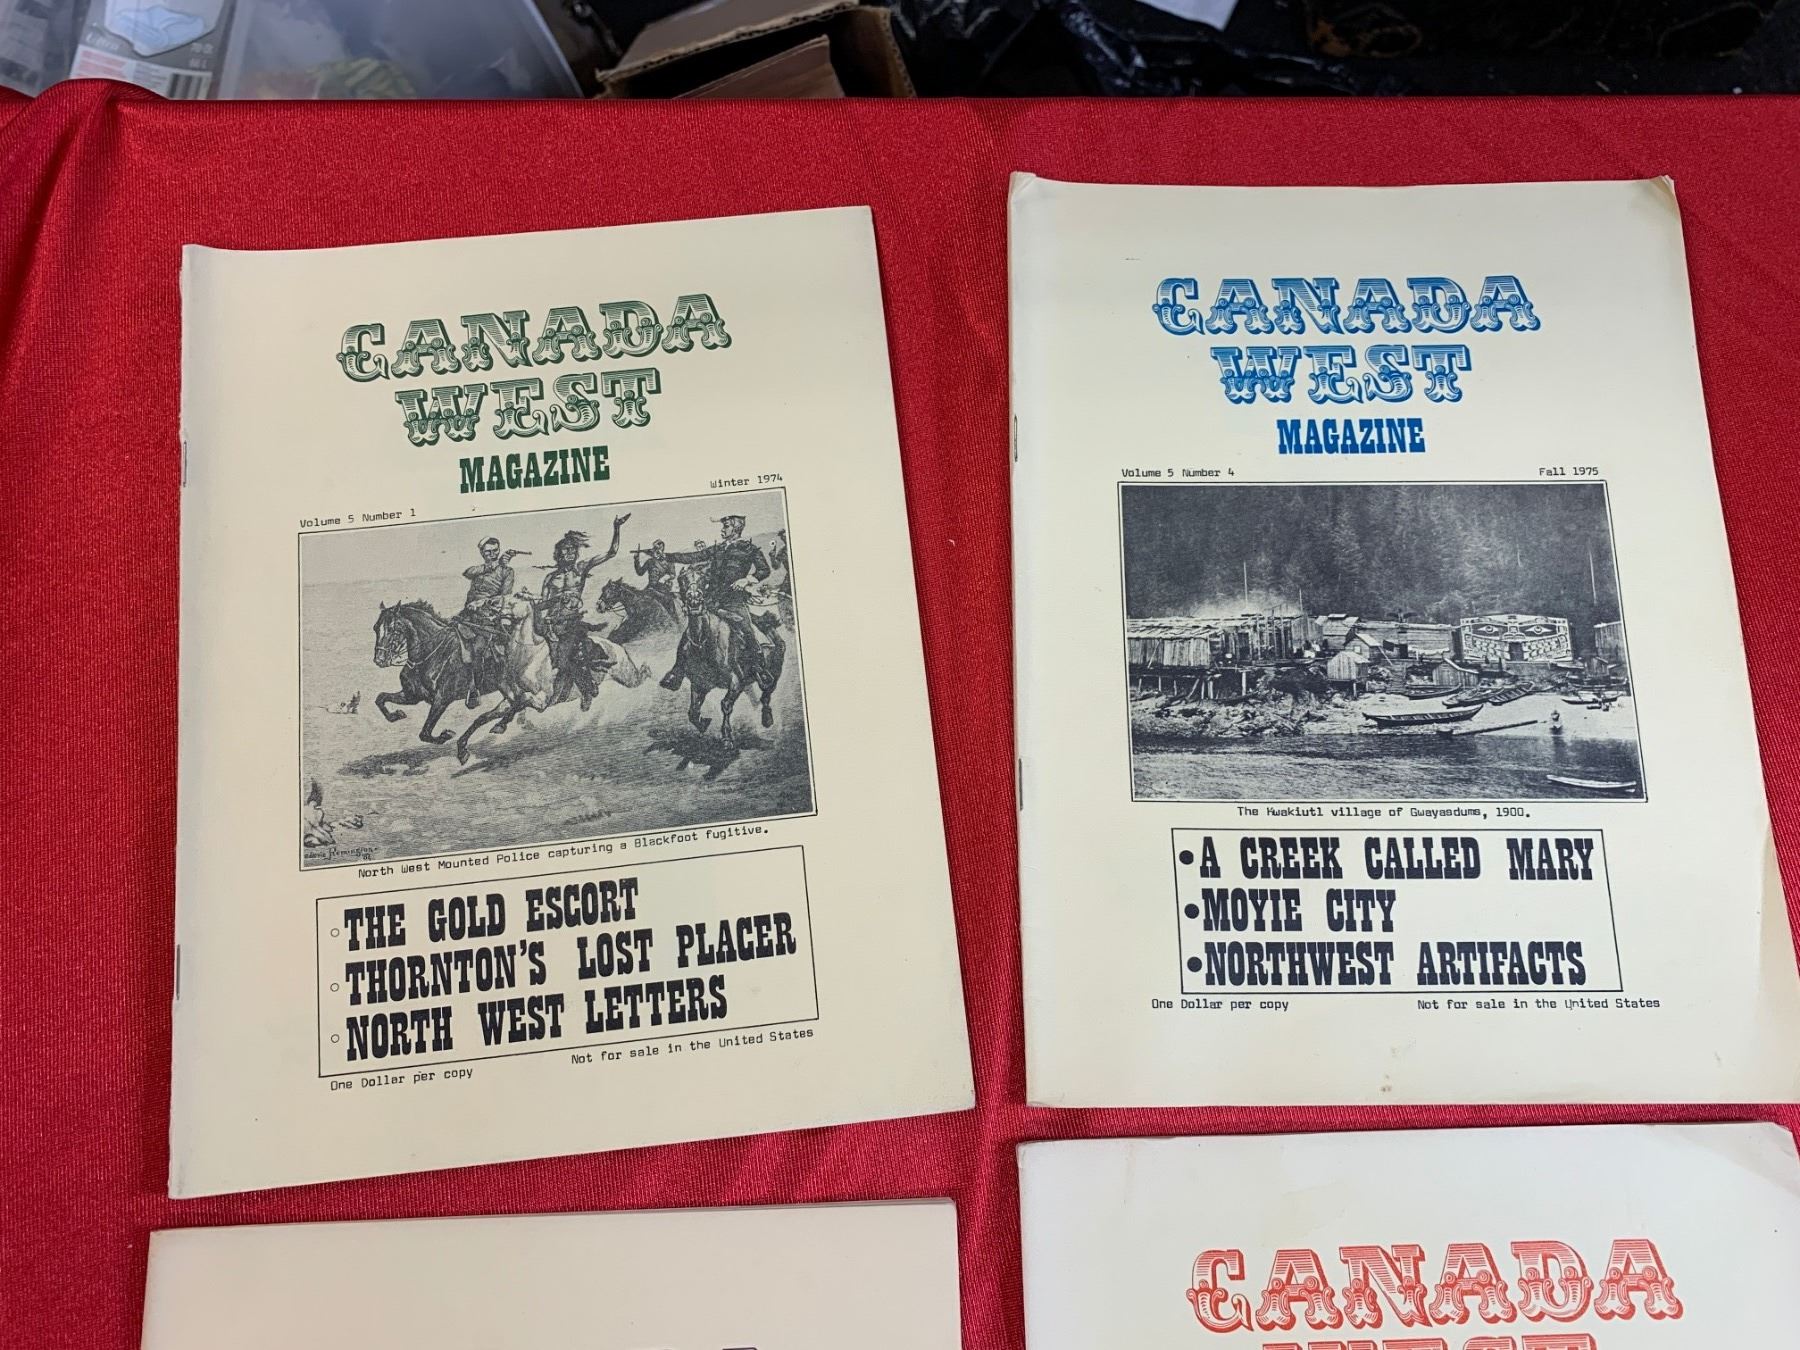 Ultra
CANADA
WEST
MAGAZINE
Volume 5 Number 1
Winter 1974
North West Mounted Police capturing a Blackfoot fugitive.
◦THE GOLD ESCORT
◦THORNTON'S LOST PLACER
◦NORTH WEST LETTERS
One Dollar per copy
Not for sale in the United States
CANADA
WEST
MAGAZINE
Volume 5 Number 4
Fall 1975
The Kwakiutl village of Gwayasdums, 1900.
•A CREEK CALLED MARY
•MOYIE CITY
•NORTHWEST ARTIFACTS
One Dollar per copy
Not for sale in the United States
CANADA
WEST